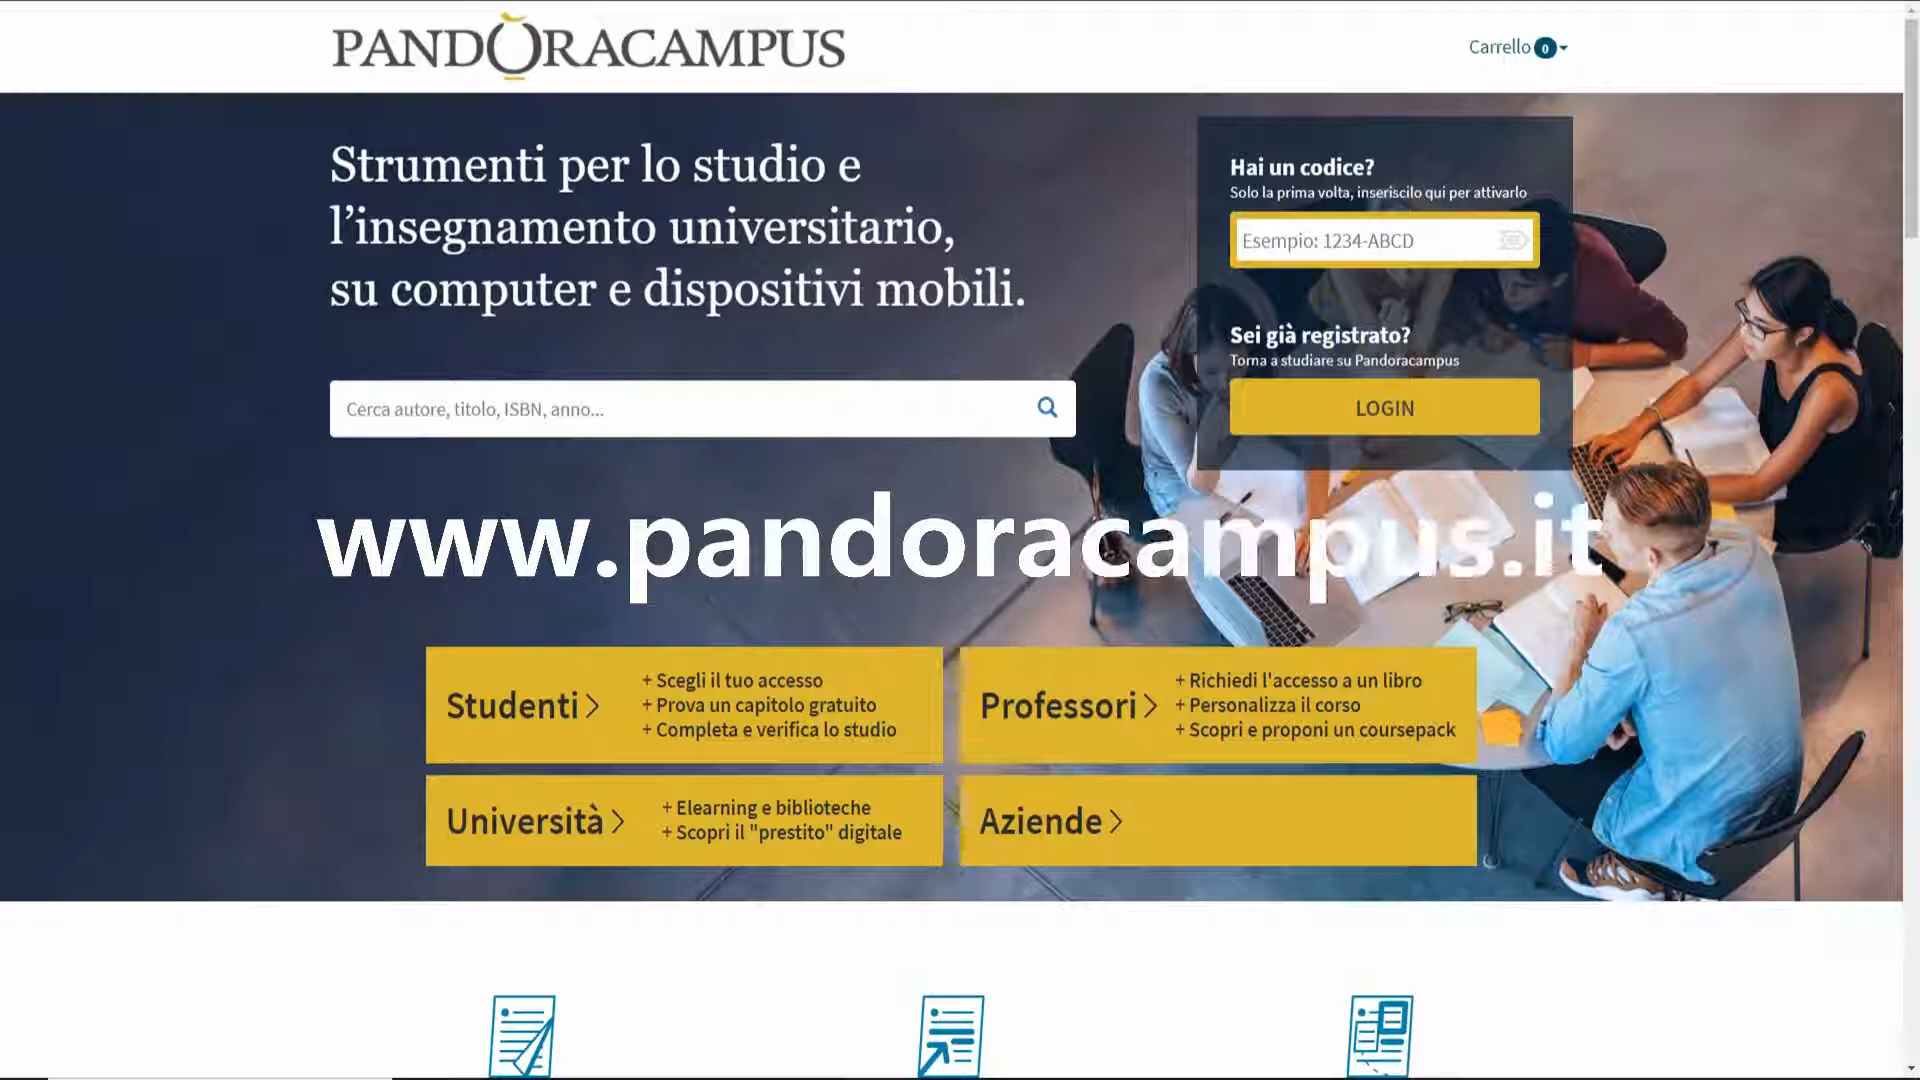 PANDORACAMPUS
Carrello 0
Strumenti per lo studio e
l’insegnamento universitario,
su computer e dispositivi mobili.
Cerca autore, titolo, ISBN, anno...
Hai un codice?
Solo la prima volta, inseriscilo qui per attivarlo
Esempio: 1234-ABCD
Sei già registrato?
Torna a studiare su Pandoracampus
LOGIN
www.pandoracampus.it
Studenti
+ Scegli il tuo accesso
+ Prova un capitolo gratuito
+ Completa e verifica lo studio
Professori
+ Richiedi l'accesso a un libro
+ Personalizza il corso
+ Scopri e proponi un coursepack
Università
+ Elearning e biblioteche
+ Scopri il "prestito" digitale
Aziende